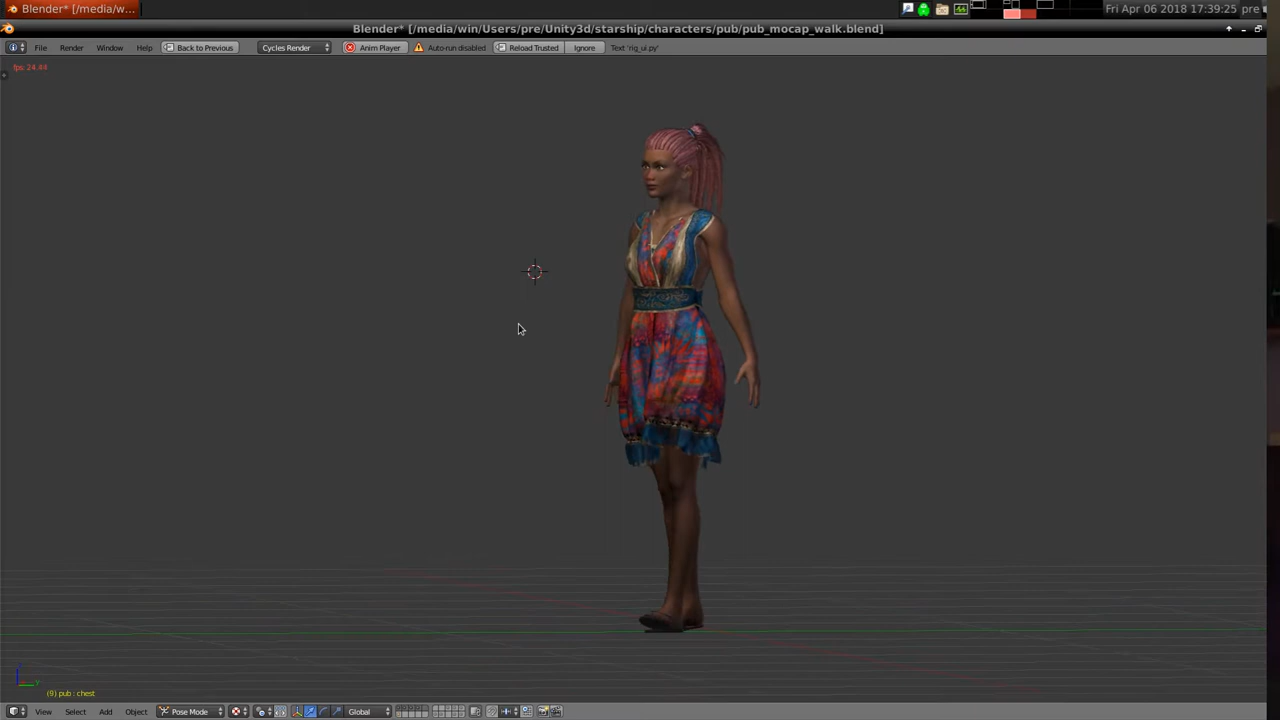 Blender* [/media/w...
Fri Apr 06 2018 17:39:25 pre
Blender* [/media/win/Users/pre/Unity3d/starship/characters/pub/pub_mocap_walk.blend]
File Render Window Help Back to Previous Cycles Render Anim Player Auto-run disabled Reload Trusted Ignore Text 'rig_ui.py'
fps: 24.44
(9) pub : chest
View Select Add Object Pose Mode Global